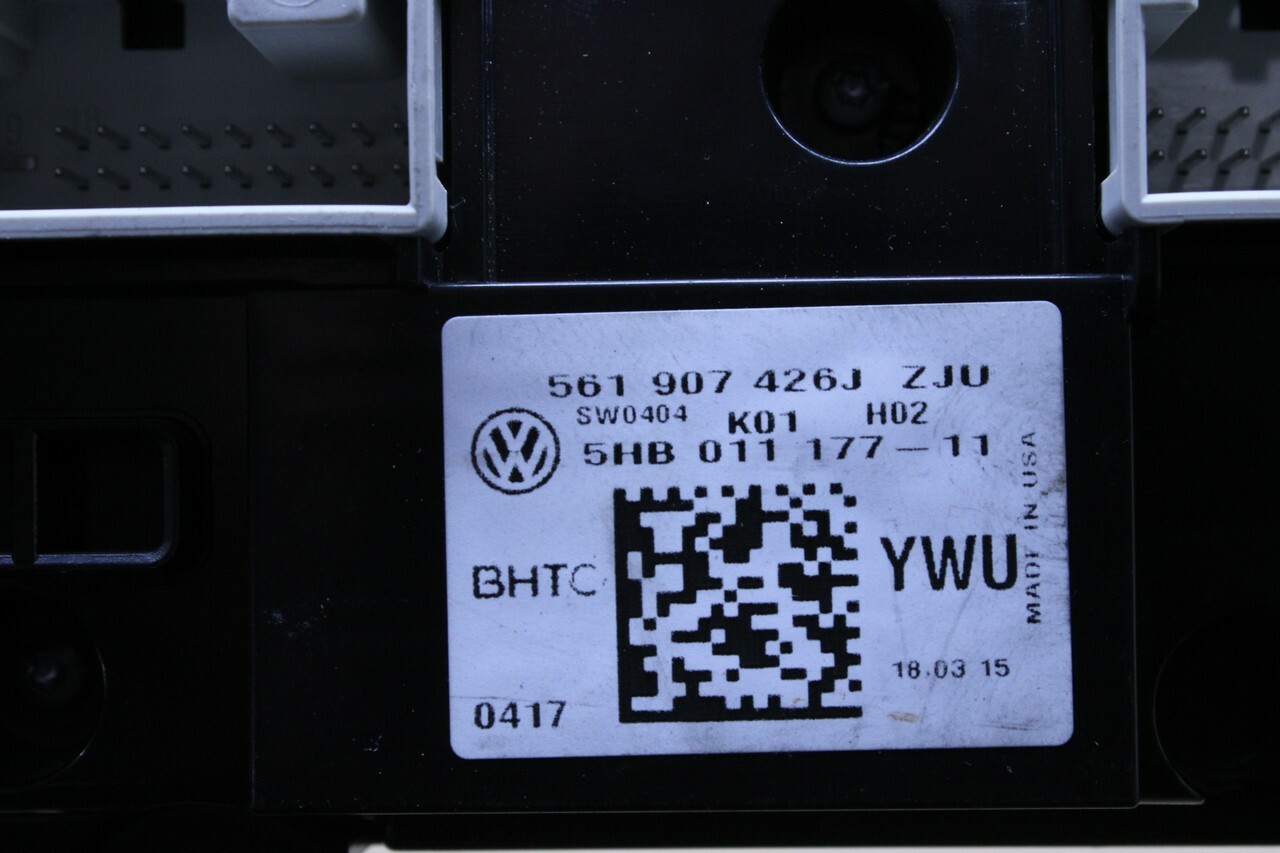 561 907 426J ZJU
SW0404 K01 H02
5HB 011 177-11
MADE IN USA
BHTC
YWU
18.03 15
0417